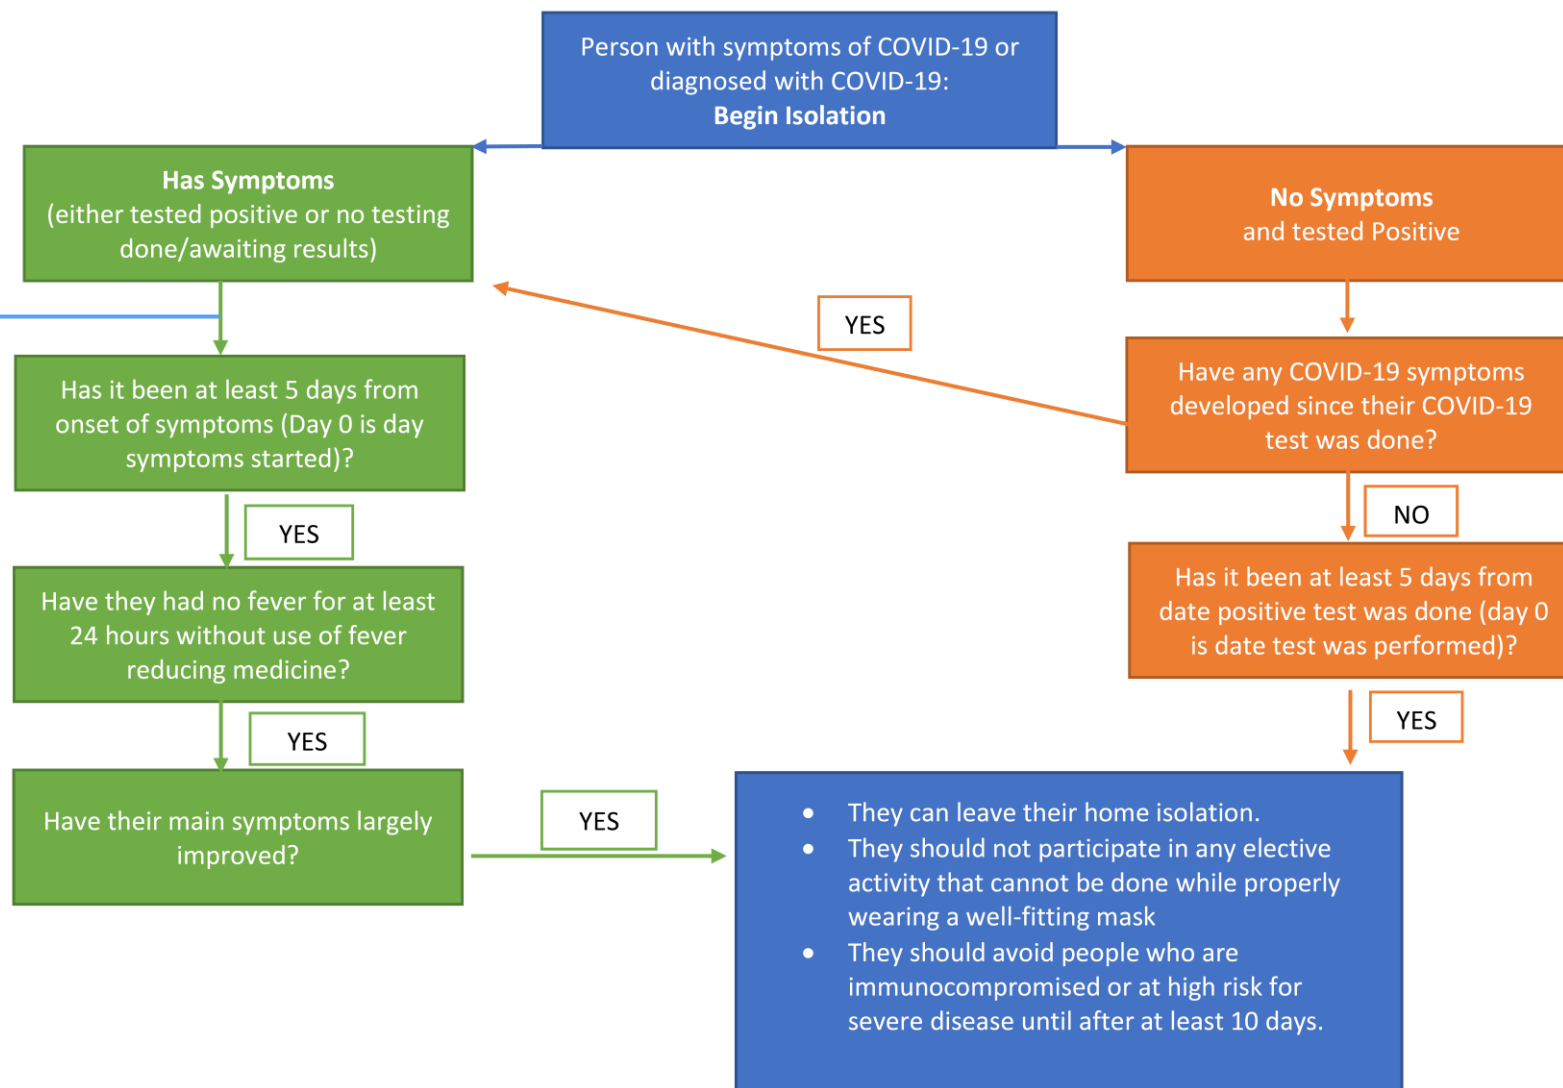 Person with symptoms of COVID-19 or
diagnosed with COVID-19:
Begin Isolation
Has Symptoms
(either tested positive or no testing
done/awaiting results)
No Symptoms
and tested Positive
YES
Has it been at least 5 days from
onset of symptoms (Day 0 is day
symptoms started)?
Have any COVID-19 symptoms
developed since their COVID-19
test was done?
YES
NO
Have they had no fever for at least
24 hours without use of fever
reducing medicine?
Has it been at least 5 days from
date positive test was done (day 0
is date test was performed)?
YES
YES
Have their main symptoms largely
improved?
YES
• They can leave their home isolation.
• They should not participate in any elective
activity that cannot be done while properly
wearing a well-fitting mask
• They should avoid people who are
immunocompromised or at high risk for
severe disease until after at least 10 days.